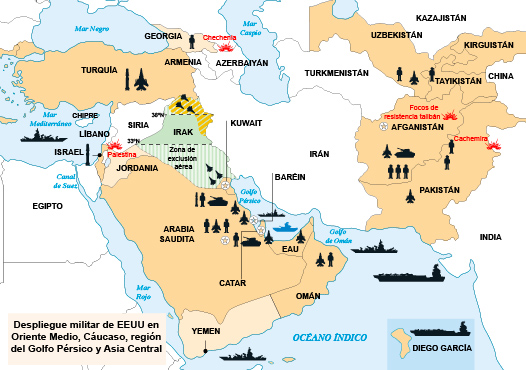 KAZAJISTÁN
Mar Negro
GEORGIA
Chechenia
Mar
Caspio
UZBEKISTÁN
KIRGUISTÁN
ARMENIA
AZERBAIYÁN
TURQUÍA
TURKMENISTÁN
TAYIKISTÁN
CHINA
Mar
Mediterráneo
CHIPRE
LÍBANO
SIRIA
36ºN
33ºN
IRAK
KUWAIT
Focos de
resistencia talibán
AFGANISTÁN
Cachemira
ISRAEL
Palestina
Zona de
exclusión
aérea
IRÁN
JORDANIA
BARÉIN
Canal
de Suez
Golfo
Pérsico
PAKISTÁN
EGIPTO
ARABIA
SAUDITA
Golfo
de Omán
EAU
INDIA
CATAR
OMÁN
Mar
Rojo
Despliegue militar de EEUU en
Oriente Medio, Cáucaso, región
del Golfo Pérsico y Asia Central
YEMEN
OCÉANO ÍNDICO
DIEGO GARCÍA